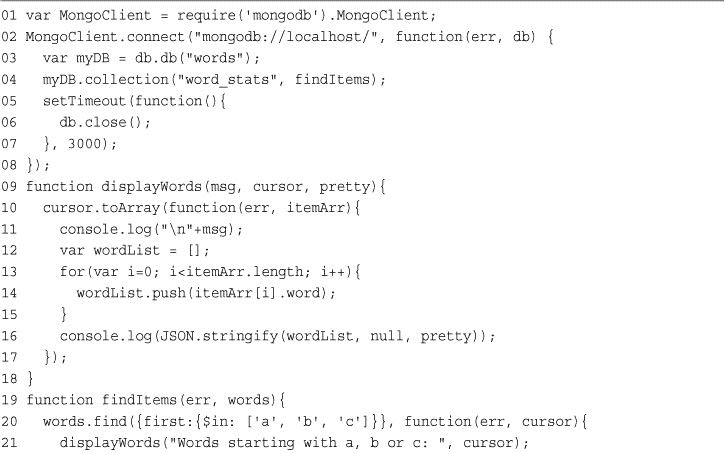 01 var MongoClient = require('mongodb').MongoClient;
02 MongoClient.connect("mongodb://localhost/", function(err, db) {
03   var myDB = db.db("words");
04   myDB.collection("word_stats", findItems);
05   setTimeout(function(){
06     db.close();
07   }, 3000);
08 });
09 function displayWords(msg, cursor, pretty){
10   cursor.toArray(function(err, itemArr){
11     console.log("\n"+msg);
12     var wordList = [];
13     for(var i=0; i<itemArr.length; i++){
14       wordList.push(itemArr[i].word);
15     }
16     console.log(JSON.stringify(wordList, null, pretty));
17   });
18 }
19 function findItems(err, words){
20   words.find({first:{$in: ['a', 'b', 'c']}}, function(err, cursor){
21     displayWords("Words starting with a, b or c: ", cursor);